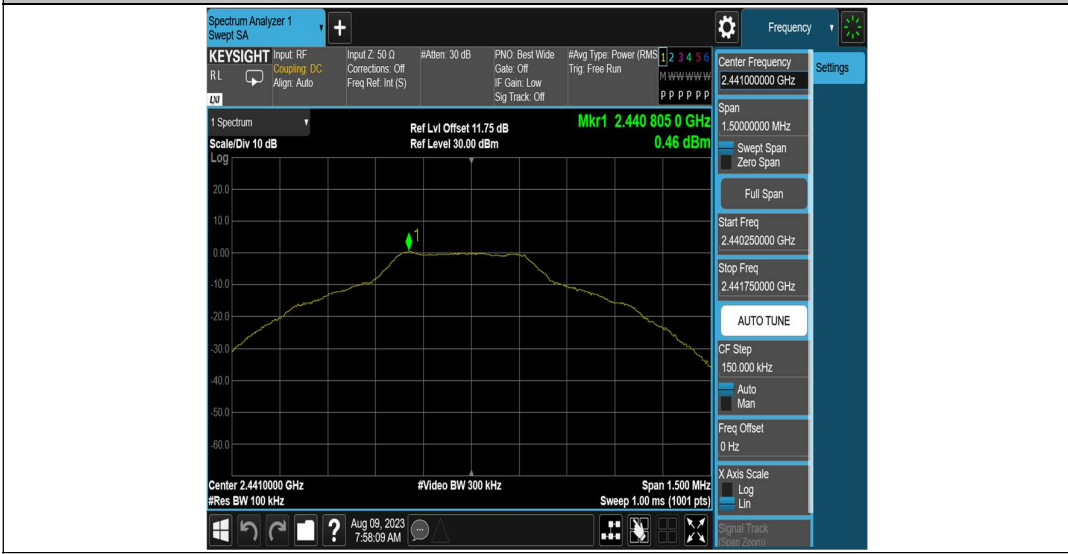 Spectrum Analyzer 1
Swept SA
+
Frequency
KEYSIGHT
RL
LXI
Input: RF
Coupling: DC
Align: Auto
Input Z: 50 Ω
Corrections: Off
Freq Ref: Int (S)
#Atten: 30 dB
PNO: Best Wide
Gate: Off
IF Gain: Low
Sig Track: Off
#Avg Type: Power (RMS
Trig: Free Run
1 2 3 4 5 6
M W W W W W
P P P P P P
1 Spectrum
Scale/Div 10 dB
Ref Lvl Offset 11.75 dB
Ref Level 30.00 dBm
Mkr1 2.440 805 0 GHz
0.46 dBm
Log
20.0
10.0
0.00
-10.0
-20.0
-30.0
-40.0
-50.0
-60.0
1
Center 2.4410000 GHz
#Res BW 100 kHz
#Video BW 300 kHz
Span 1.500 MHz
Sweep 1.00 ms (1001 pts)
?
Aug 09, 2023
7:58:09 AM
Center Frequency
2.441000000 GHz
Settings
Span
1.50000000 MHz
Swept Span
Zero Span
Full Span
Start Freq
2.440250000 GHz
Stop Freq
2.441750000 GHz
AUTO TUNE
CF Step
150.000 kHz
Auto
Man
Freq Offset
0 Hz
X Axis Scale
Log
Lin
Signal Track
(Span Zoom)